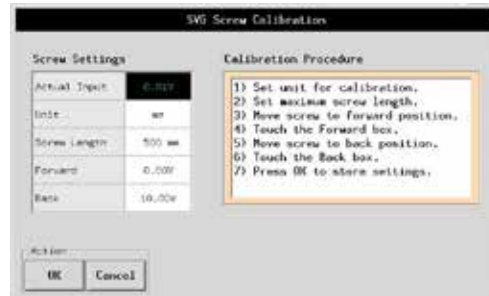 SVG Screw Calibration
Screw Settings
Actual Input 0.01V
Unit mm
Screw Length 500 mm
Forward 0.00V
Back 10.00V
Calibration Procedure
1) Set unit for calibration.
2) Set maximum screw length.
3) Move screw to forward position.
4) Touch the Forward box.
5) Move screw to back position.
6) Touch the Back box.
7) Press OK to store settings.
Action
OK Cancel